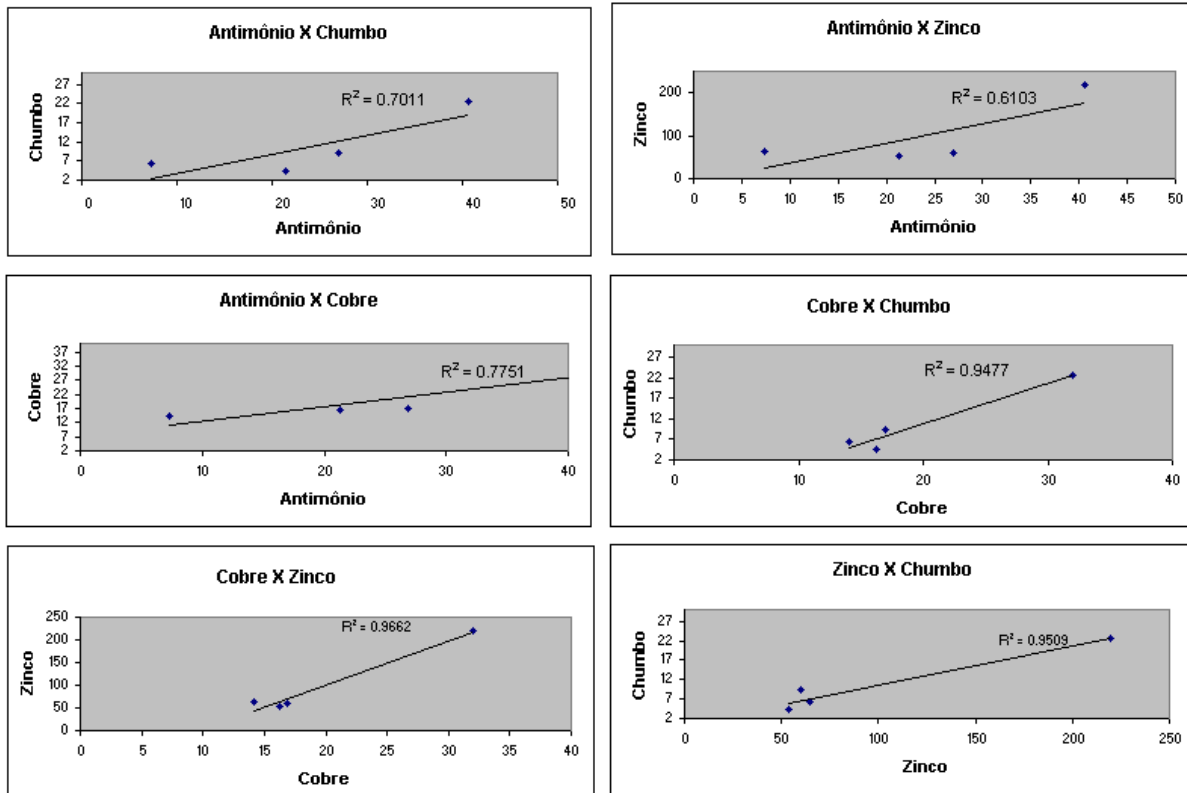 Antimônio X Chumbo
Chumbo
27
22
17
12
7
2
R² = 0.7011
0 10 20 30 40 50
Antimônio
Antimônio X Zinco
Zinco
200
100
0
R² = 0.6103
0 5 10 15 20 25 30 35 40 45 50
Antimônio
Antimônio X Cobre
Cobre
37
32
27
22
17
12
7
2
R² = 0.7751
0 10 20 30 40
Antimônio
Cobre X Chumbo
Chumbo
27
22
17
12
7
2
R² = 0.9477
0 10 20 30 40
Cobre
Cobre X Zinco
Zinco
250
200
150
100
50
0
R² = 0.9662
0 5 10 15 20 25 30 35 40
Cobre
Zinco X Chumbo
Chumbo
27
22
17
12
7
2
R² = 0.9509
0 50 100 150 200 250
Zinco